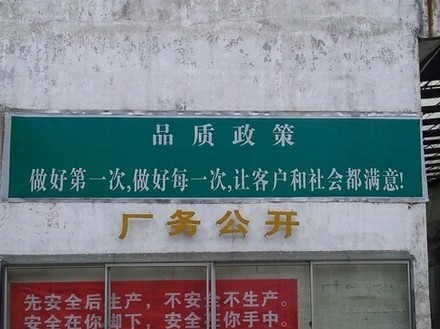 品质政策
做好第一次,做好每一次,让客户和社会都满意!
厂务公开
先安全后生产，不安全不生产。
安全在你脚下，安全在你手中。